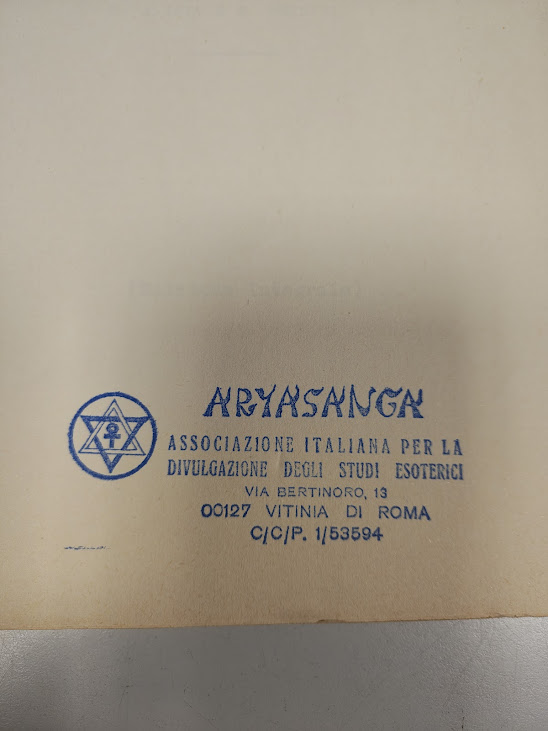 ARYASANGA
ASSOCIAZIONE ITALIANA PER LA
DIVULGAZIONE DEGLI STUDI ESOTERICI
VIA BERTINORO, 13
00127 VITINIA DI ROMA
C/C/P. 1/53594